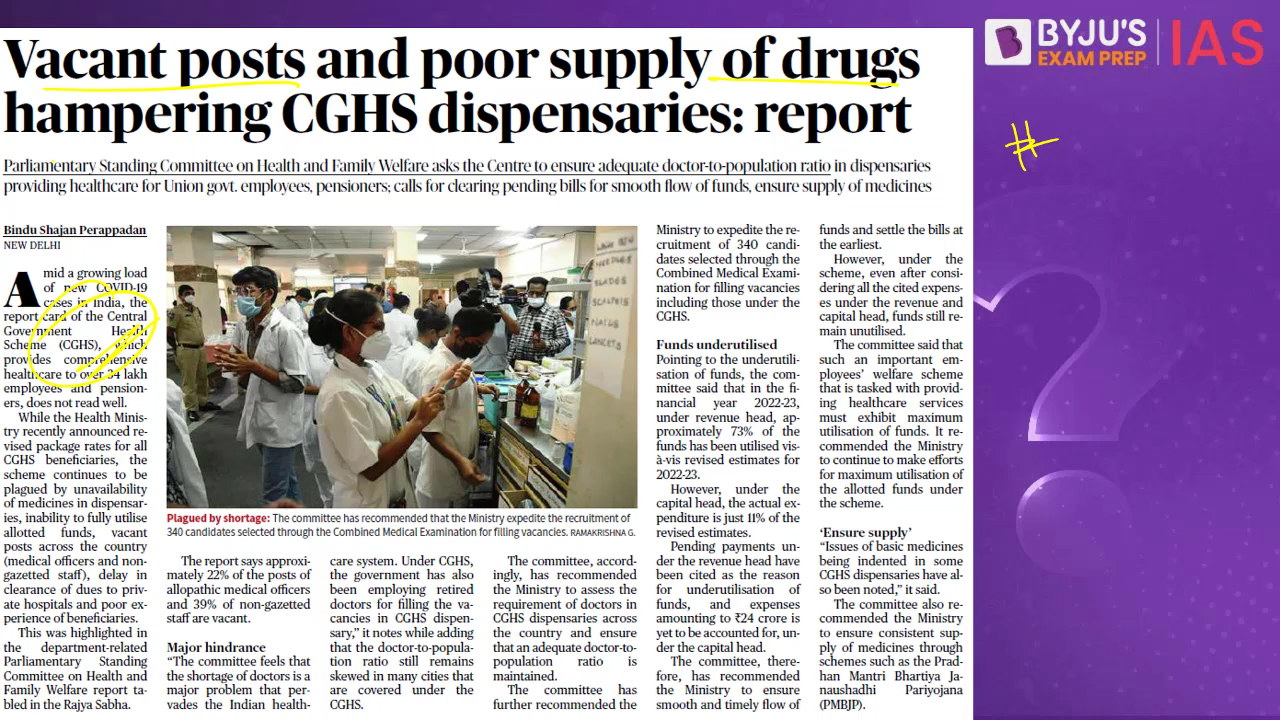 Vacant posts and poor supply of drugs
hampering CGHS dispensaries: report
Parliamentary Standing Committee on Health and Family Welfare asks the Centre to ensure adequate doctor-to-population ratio in dispensaries
providing healthcare for Union govt. employees, pensioners; calls for clearing pending bills for smooth flow of funds, ensure supply of medicines
Bindu Shajan Perappadan
NEW DELHI
Amid a growing load
of new COVID-19
cases in India, the
report card of the Central
Government Health
Scheme (CGHS), which
provides comprehensive
healthcare to over 34 lakh
employees and pension-
ers, does not read well.
While the Health Minis-
try recently announced re-
vised package rates for all
CGHS beneficiaries, the
scheme continues to be
plagued by unavailability
of medicines in dispensar-
ies, inability to fully utilise
allotted funds, vacant
posts across the country
(medical officers and non-
gazetted staff), delay in
clearance of dues to priv-
ate hospitals and poor ex-
perience of beneficiaries.
This was highlighted in
the department-related
Parliamentary Standing
Committee on Health and
Family Welfare report ta-
bled in the Rajya Sabha.
NEEDLES
BLADES
SCALPLS
NAILS
LANCETS
Plagued by shortage: The committee has recommended that the Ministry expedite the recruitment of
340 candidates selected through the Combined Medical Examination for filling vacancies. RAMAKRISHNA G.
The report says approxi-
mately 22% of the posts of
allopathic medical officers
and 39% of non-gazetted
staff are vacant.
Major hindrance
“The committee feels that
the shortage of doctors is a
major problem that per-
vades the Indian health-
care system. Under CGHS,
the government has also
been employing retired
doctors for filling the va-
cancies in CGHS dispen-
sary,” it notes while adding
that the doctor-to-popula-
tion ratio still remains
skewed in many cities that
are covered under the
CGHS.
The committee, accord-
ingly, has recommended
the Ministry to assess the
requirement of doctors in
CGHS dispensaries across
the country and ensure
that an adequate doctor-to-
population ratio is
maintained.
The committee has
further recommended the
Ministry to expedite the re-
cruitment of 340 candi-
dates selected through the
Combined Medical Exami-
nation for filling vacancies
including those under the
CGHS.
Funds underutilised
Pointing to the underutili-
sation of funds, the com-
mittee said that in the fi-
nancial year 2022-23,
under revenue head, ap-
proximately 73% of the
funds has been utilised vis-
à-vis revised estimates for
2022-23.
However, under the
capital head, the actual ex-
penditure is just 11% of the
revised estimates.
Pending payments un-
der the revenue head have
been cited as the reason
for underutilisation of
funds, and expenses
amounting to ₹24 crore is
yet to be accounted for, un-
der the capital head.
The committee, there-
fore, has recommended
the Ministry to ensure
smooth and timely flow of
funds and settle the bills at
the earliest.
However, under the
scheme, even after consi-
dering all the cited expens-
es under the revenue and
capital head, funds still re-
main unutilised.
The committee said that
such an important em-
ployees’ welfare scheme
that is tasked with provid-
ing healthcare services
must exhibit maximum
utilisation of funds. It re-
commended the Ministry
to continue to make efforts
for maximum utilisation of
the allotted funds under
the scheme.
‘Ensure supply’
“Issues of basic medicines
being indented in some
CGHS dispensaries have al-
so been noted,” it said.
The committee also re-
commended the Ministry
to ensure consistent sup-
ply of medicines through
schemes such as the Prad-
han Mantri Bhartiya Ja-
naushadhi Pariyojana
(PMBJP).
BYJU'S
EXAM PREP
IAS
#
?